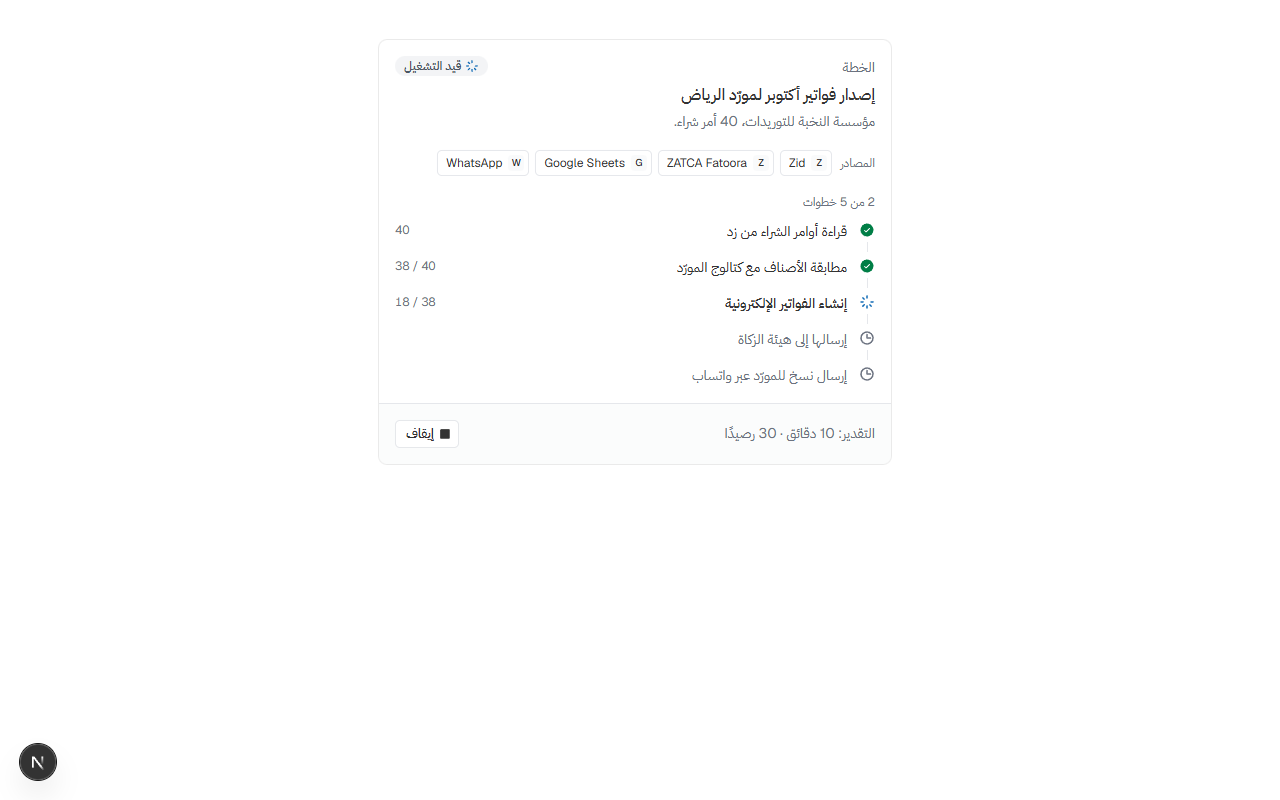 الخطة
قيد التشغيل
إصدار فواتير أكتوبر لمورّد الرياض
مؤسسة النخبة للتوريدات، 40 أمر شراء.
المصادر Z Zid Z ZATCA Fatoora G Google Sheets W WhatsApp
2 من 5 خطوات
قراءة أوامر الشراء من زد 40
مطابقة الأصناف مع كتالوج المورّد 38 / 40
إنشاء الفواتير الإلكترونية 18 / 38
إرسالها إلى هيئة الزكاة
إرسال نسخ للمورّد عبر واتساب
التقدير: 10 دقائق · 30 رصيدًا
إيقاف
N